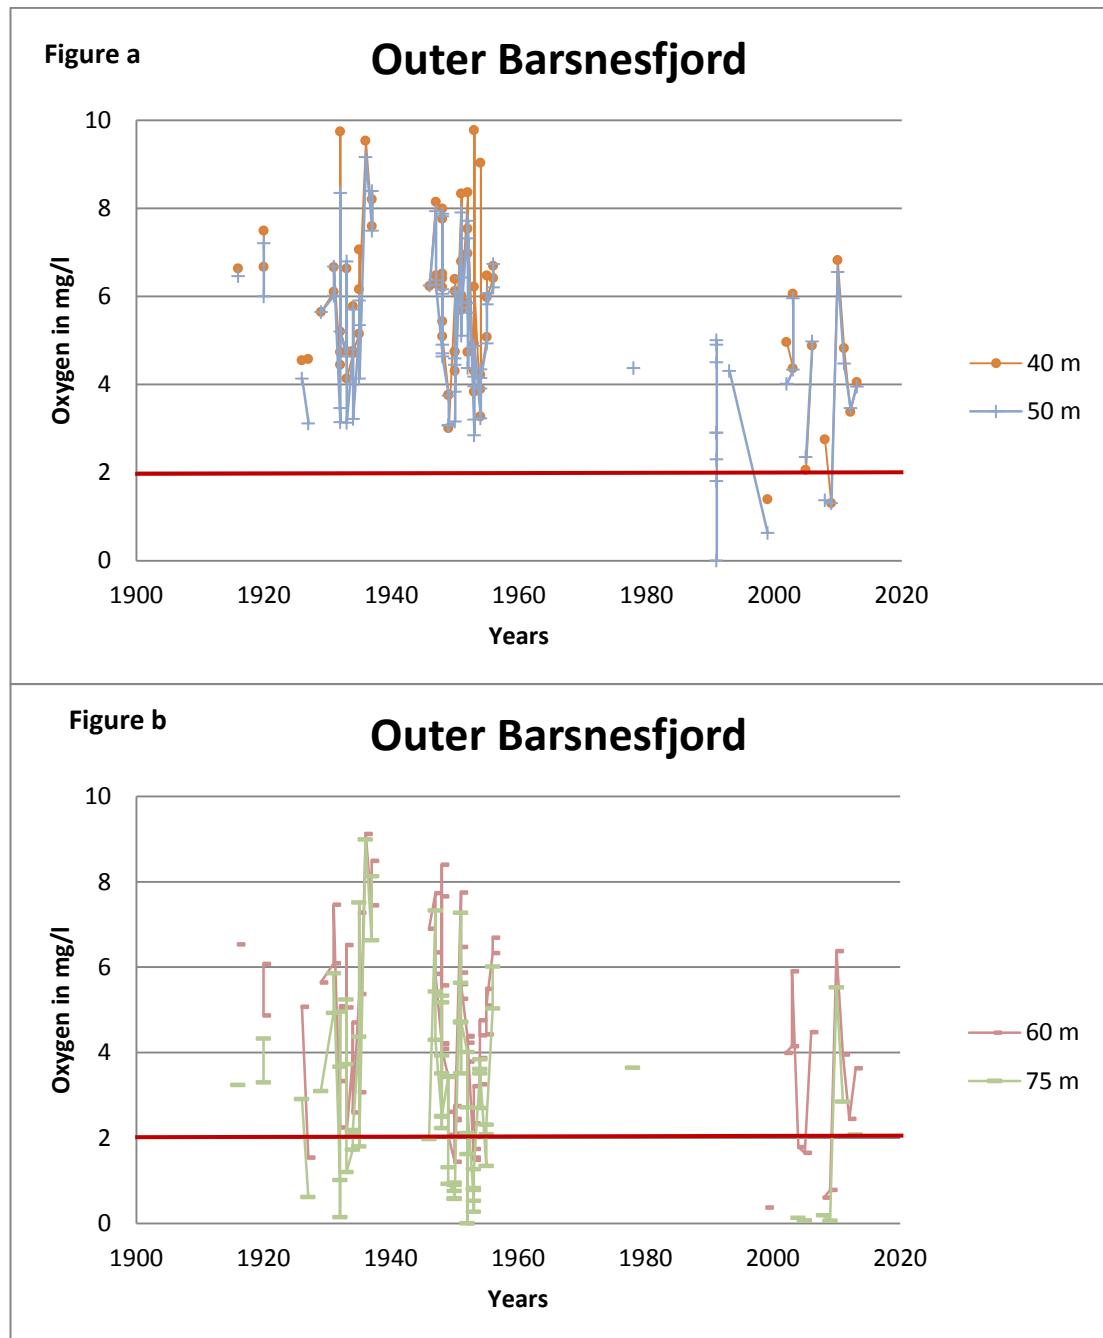 Figure a
Outer Barsnesfjord
10
8
6
4
2
0
Oxygen in mg/l
1900 1920 1940 1960 1980 2000 2020
Years
40 m
50 m
Figure b
Outer Barsnesfjord
10
8
6
4
2
0
Oxygen in mg/l
1900 1920 1940 1960 1980 2000 2020
Years
60 m
75 m